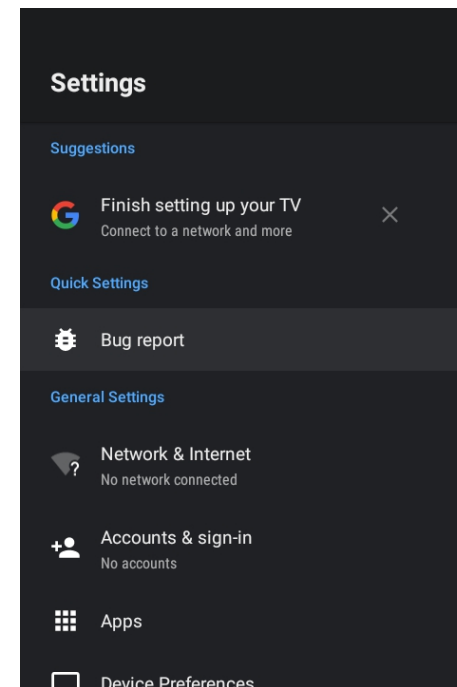 Settings
Suggestions
Finish setting up your TV
Connect to a network and more
Quick Settings
Bug report
General Settings
Network & Internet
No network connected
Accounts & sign-in
No accounts
Apps
Device Preferences